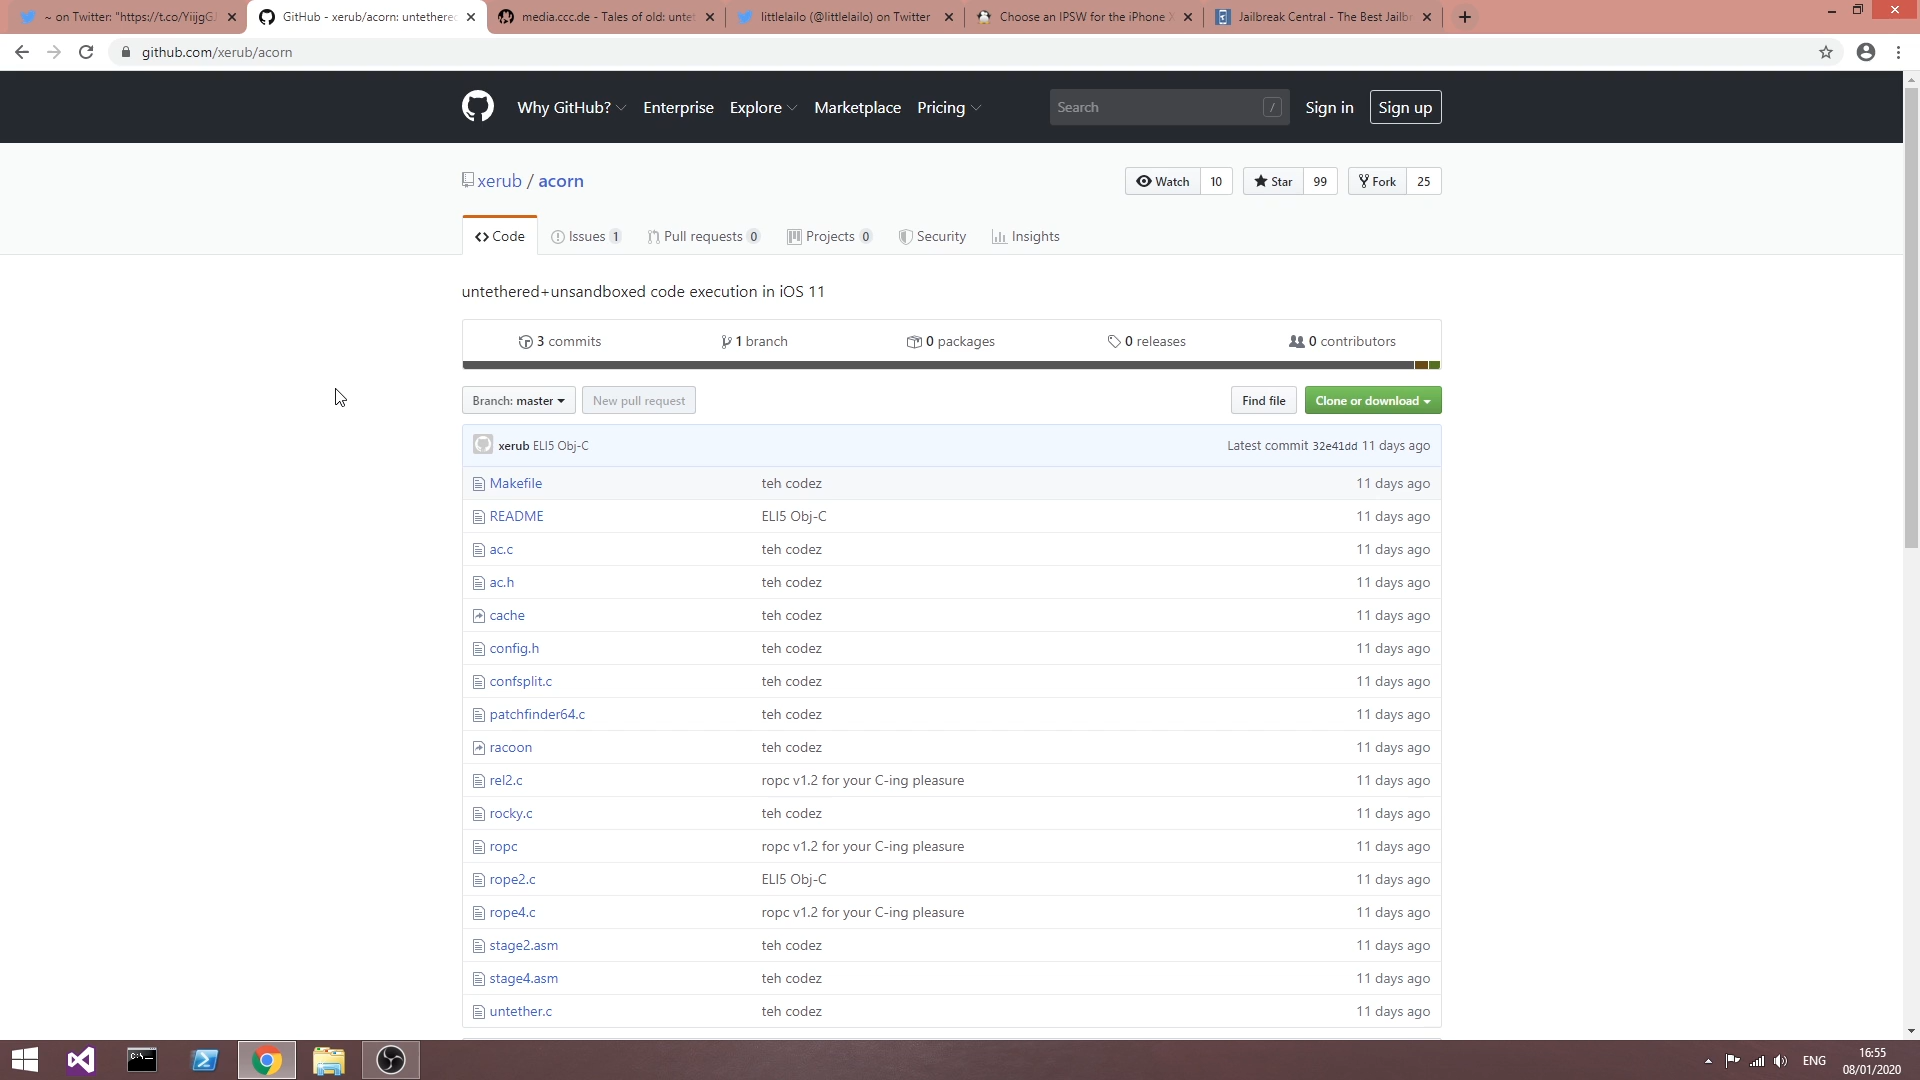 ~ on Twitter: "https://t.co/YiijgGJ
GitHub - xerub/acorn: untethered
media.ccc.de - Tales of old: untet
littlelailo (@littlelailo) on Twitter
Choose an IPSW for the iPhone X
Jailbreak Central - The Best Jailbr
github.com/xerub/acorn
Why GitHub? Enterprise Explore Marketplace Pricing
Search /
Sign in Sign up
xerub / acorn
Watch 10 Star 99 Fork 25
Code Issues 1 Pull requests 0 Projects 0 Security Insights
untethered+unsandboxed code execution in iOS 11
3 commits 1 branch 0 packages 0 releases 0 contributors
Branch: master New pull request Find file Clone or download
xerub ELI5 Obj-C Latest commit 32e41dd 11 days ago
Makefile teh codez 11 days ago
README ELI5 Obj-C 11 days ago
ac.c teh codez 11 days ago
ac.h teh codez 11 days ago
cache teh codez 11 days ago
config.h teh codez 11 days ago
confsplit.c teh codez 11 days ago
patchfinder64.c teh codez 11 days ago
racoon teh codez 11 days ago
rel2.c ropc v1.2 for your C-ing pleasure 11 days ago
rocky.c teh codez 11 days ago
ropc ropc v1.2 for your C-ing pleasure 11 days ago
rope2.c ELI5 Obj-C 11 days ago
rope4.c ropc v1.2 for your C-ing pleasure 11 days ago
stage2.asm teh codez 11 days ago
stage4.asm teh codez 11 days ago
untether.c teh codez 11 days ago
ENG
16:55
08/01/2020